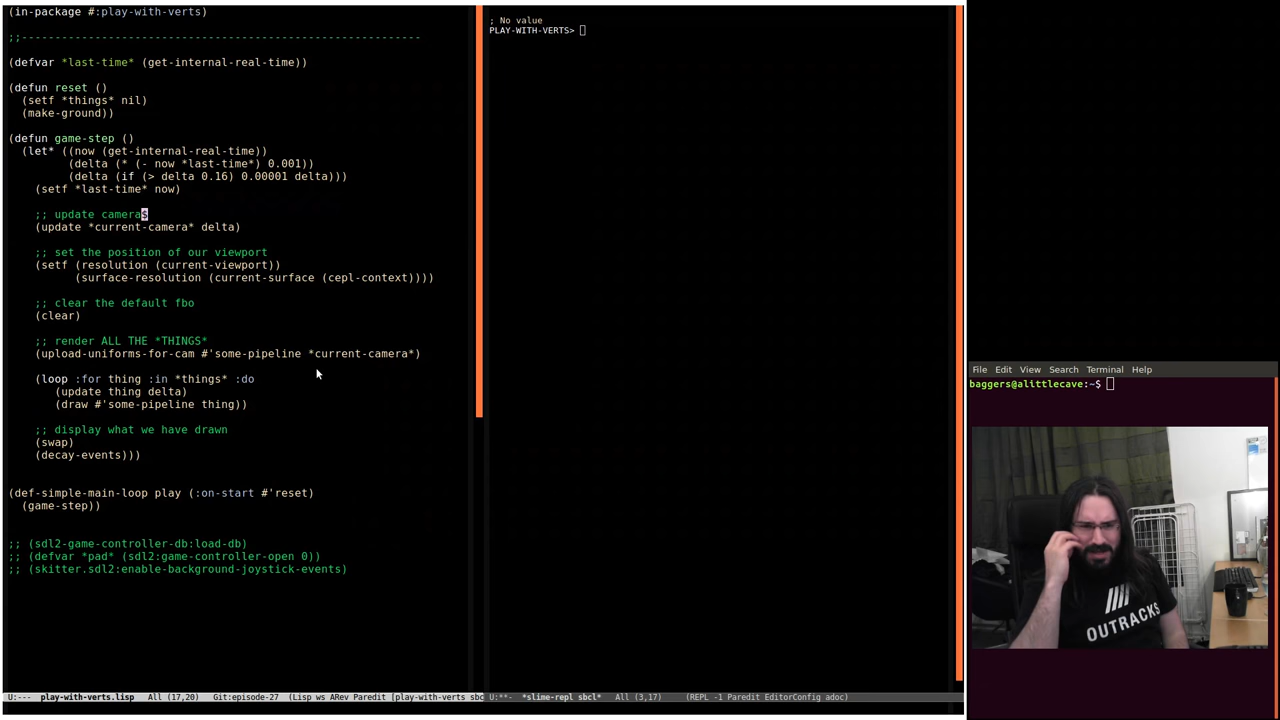 (in-package #:play-with-verts)
;;------------------------------------------------------------
(defvar *last-time* (get-internal-real-time))
(defun reset ()
  (setf *things* nil)
  (make-ground))
(defun game-step ()
  (let* ((now (get-internal-real-time))
         (delta (* (- now *last-time*) 0.001))
         (delta (if (> delta 0.16) 0.00001 delta)))
    (setf *last-time* now)
    ;; update camera$
    (update *current-camera* delta)
    ;; set the position of our viewport
    (setf (resolution (current-viewport))
          (surface-resolution (current-surface (cepl-context))))
    ;; clear the default fbo
    (clear)
    ;; render ALL THE *THINGS*
    (upload-uniforms-for-cam #'some-pipeline *current-camera*)
    (loop :for thing :in *things* :do
       (update thing delta)
       (draw #'some-pipeline thing))
    ;; display what we have drawn
    (swap)
    (decay-events)))
(def-simple-main-loop play (:on-start #'reset)
  (game-step))
;; (sdl2-game-controller-db:load-db)
;; (defvar *pad* (sdl2:game-controller-open 0))
;; (skitter.sdl2:enable-background-joystick-events)
U:--- play-with-verts.lisp All (17,20) Git:episode-27 (Lisp ws ARev Paredit [play-with-verts sbc
; No value
PLAY-WITH-VERTS>
U:**- *slime-repl sbcl* All (3,17) (REPL -1 Paredit EditorConfig adoc)
File Edit View Search Terminal Help
baggers@alittlecave:~$
OUTRACKS